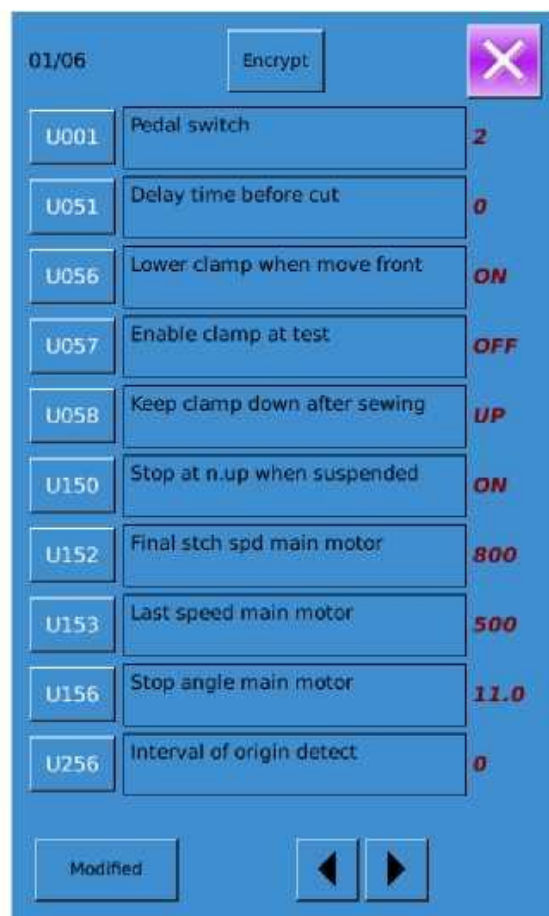 01/06 Encrypt
U001 Pedal switch 2
U051 Delay time before cut 0
U056 Lower clamp when move front ON
U057 Enable clamp at test OFF
U058 Keep clamp down after sewing UP
U150 Stop at n.up when suspended ON
U152 Final stch spd main motor 800
U153 Last speed main motor 500
U156 Stop angle main motor 11.0
U256 Interval of origin detect 0
Modified